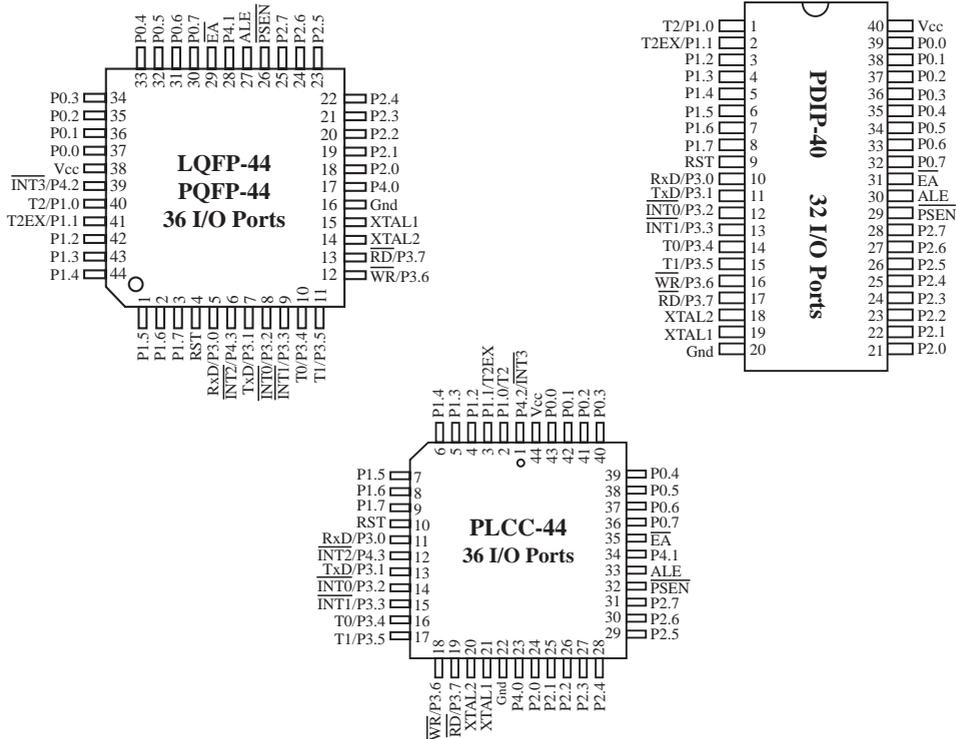 P0.4
P0.5
P0.6
P0.7
EA
P4.1
ALE
PSEN
P2.7
P2.6
P2.5
33
32
31
30
29
28
27
26
25
24
23
P0.3 34
P0.2 35
P0.1 36
P0.0 37
Vcc 38
INT3/P4.2 39
T2/P1.0 40
T2EX/P1.1 41
P1.2 42
P1.3 43
P1.4 44
LQFP-44
PQFP-44
36 I/O Ports
22 P2.4
21 P2.3
20 P2.2
19 P2.1
18 P2.0
17 P4.0
16 Gnd
15 XTAL1
14 XTAL2
13 RD/P3.7
12 WR/P3.6
1
2
3
4
5
6
7
8
9
10
11
P1.5
P1.6
P1.7
RST
RxD/P3.0
INT2/P4.3
TxD/P3.1
INT0/P3.2
INT1/P3.3
T0/P3.4
T1/P3.5
T2/P1.0 1
T2EX/P1.1 2
P1.2 3
P1.3 4
P1.4 5
P1.5 6
P1.6 7
P1.7 8
RST 9
RxD/P3.0 10
TxD/P3.1 11
INT0/P3.2 12
INT1/P3.3 13
T0/P3.4 14
T1/P3.5 15
WR/P3.6 16
RD/P3.7 17
XTAL2 18
XTAL1 19
Gnd 20
PDIP-40 32 I/O Ports
40 Vcc
39 P0.0
38 P0.1
37 P0.2
36 P0.3
35 P0.4
34 P0.5
33 P0.6
32 P0.7
31 EA
30 ALE
29 PSEN
28 P2.7
27 P2.6
26 P2.5
25 P2.4
24 P2.3
23 P2.2
22 P2.1
21 P2.0
P1.4
P1.3
P1.2
P1.1/T2EX
P1.0/T2
P4.2/INT3
Vcc
P0.0
P0.1
P0.2
P0.3
6
5
4
3
2
1
44
43
42
41
40
P1.5 7
P1.6 8
P1.7 9
RST 10
RxD/P3.0 11
INT2/P4.3 12
TxD/P3.1 13
INT0/P3.2 14
INT1/P3.3 15
T0/P3.4 16
T1/P3.5 17
PLCC-44
36 I/O Ports
39 P0.4
38 P0.5
37 P0.6
36 P0.7
35 EA
34 P4.1
33 ALE
32 PSEN
31 P2.7
30 P2.6
29 P2.5
18
19
20
21
22
23
24
25
26
27
28
WR/P3.6
RD/P3.7
XTAL2
XTAL1
Gnd
P4.0
P2.0
P2.1
P2.2
P2.3
P2.4